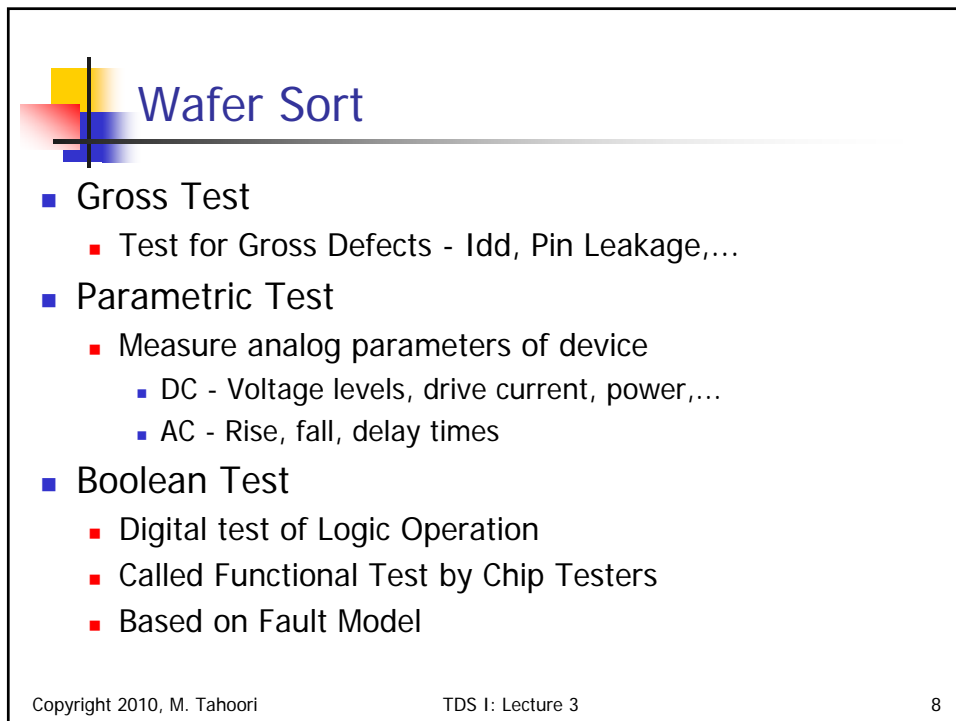 Wafer Sort
Gross Test
Test for Gross Defects - Idd, Pin Leakage,...
Parametric Test
Measure analog parameters of device
DC - Voltage levels, drive current, power,...
AC - Rise, fall, delay times
Boolean Test
Digital test of Logic Operation
Called Functional Test by Chip Testers
Based on Fault Model
Copyright 2010, M. Tahoori TDS I: Lecture 3 8